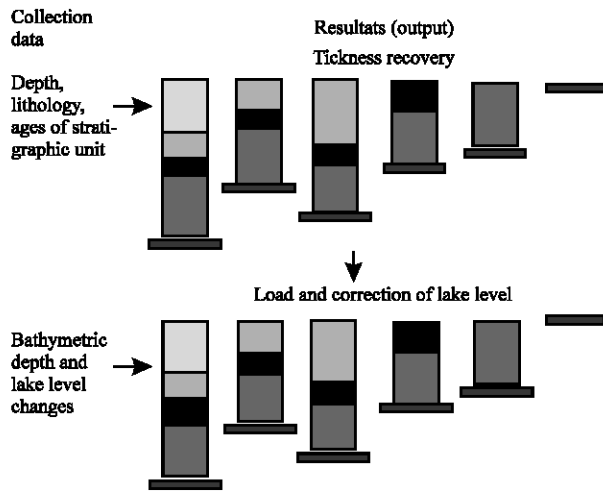 Collection
data
Resultats (output)
Tickness recovery
Depth,
lithology,
ages of strati-
graphic unit
Load and correction of lake level
Bathymetric
depth and
lake level
changes